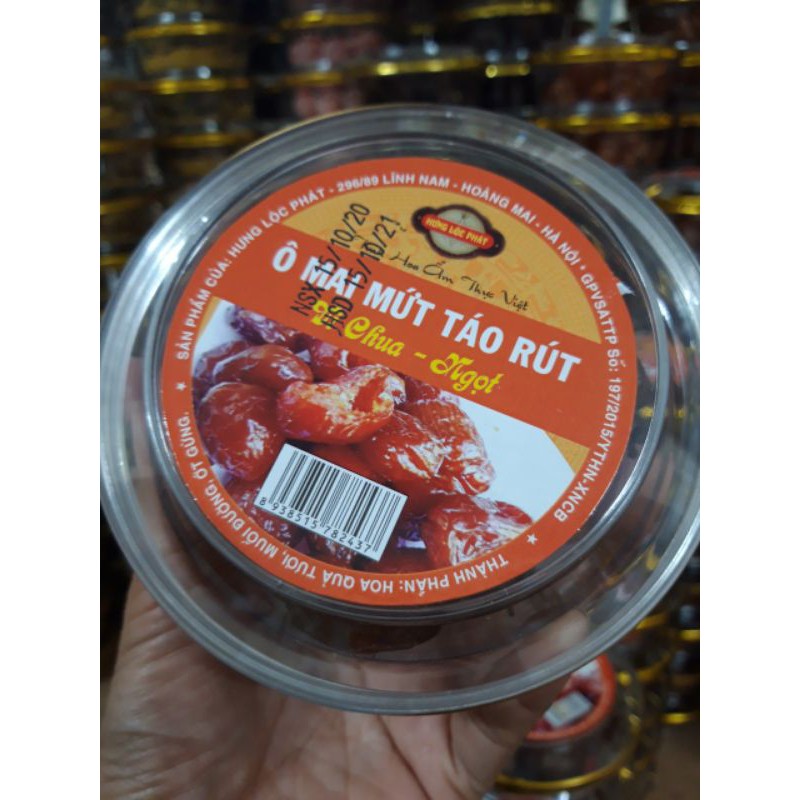 SẢN PHẨM CỦA: HƯNG LỘC PHÁT - 296/89 LĨNH NAM - HOÀNG MAI - HÀ NỘI * GPVSATTP Số: 197/2015/YTHN-XNCB
HƯNG LỘC PHÁT
Hoa Ẩm Thực Việt
NSX 15/10/20
HSD 15/10/21
Ô MAI MỨT TÁO RÚT
Vị Chua - Ngọt
8 938515 782437
THÀNH PHẦN: HOA QUẢ TƯƠI, MUỐI ĐƯỜNG, ỚT GỪNG.